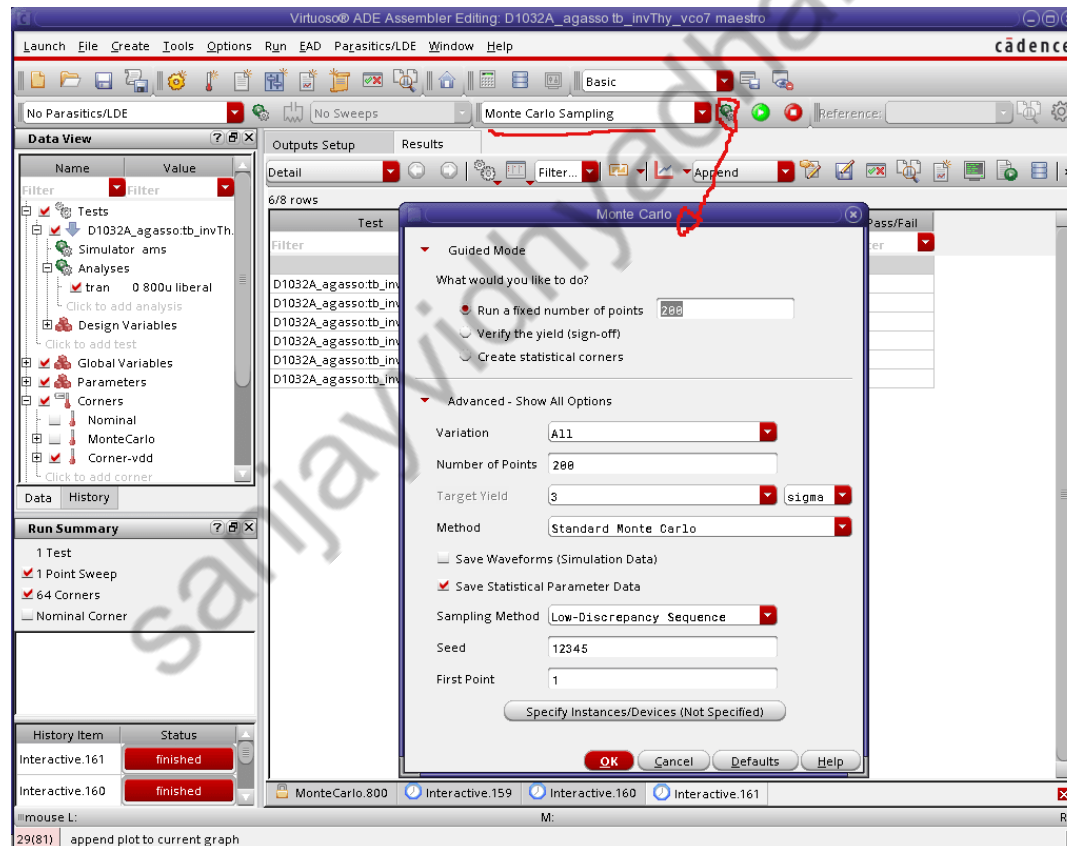 Virtuoso® ADE Assembler Editing: D1032A_agasso tb_invThy_vco7 maestro
Launch File Create Tools Options Run EAD Parasitics/LDE Window Help
cādence
Basic
No Parasitics/LDE No Sweeps Monte Carlo Sampling Reference:
Data View
Name Value
Filter Filter
Tests
D1032A_agasso:tb_invTh.
Simulator ams
Analyses
tran 0 800u liberal
Click to add analysis
Design Variables
Click to add test
Global Variables
Parameters
Corners
Nominal
MonteCarlo
Corner-vdd
Click to add corner
Data History
Run Summary
1 Test
1 Point Sweep
64 Corners
Nominal Corner
History Item Status
Interactive.161 finished
Interactive.160 finished
Outputs Setup Results
Detail Filter... Append
6/8 rows
Test Pass/Fail
Filter
D1032A_agasso:tb_inv
D1032A_agasso:tb_inv
D1032A_agasso:tb_inv
D1032A_agasso:tb_inv
D1032A_agasso:tb_inv
D1032A_agasso:tb_inv
Monte Carlo
Guided Mode
What would you like to do?
Run a fixed number of points 200
Verify the yield (sign-off)
Create statistical corners
Advanced - Show All Options
Variation All
Number of Points 200
Target Yield 3 sigma
Method Standard Monte Carlo
Save Waveforms (Simulation Data)
Save Statistical Parameter Data
Sampling Method Low-Discrepancy Sequence
Seed 12345
First Point 1
Specify Instances/Devices (Not Specified)
OK Cancel Defaults Help
MonteCarlo.800 Interactive.159 Interactive.160 Interactive.161
mouse L: M: R
29(81) append plot to current graph
sanjayvidhyadha